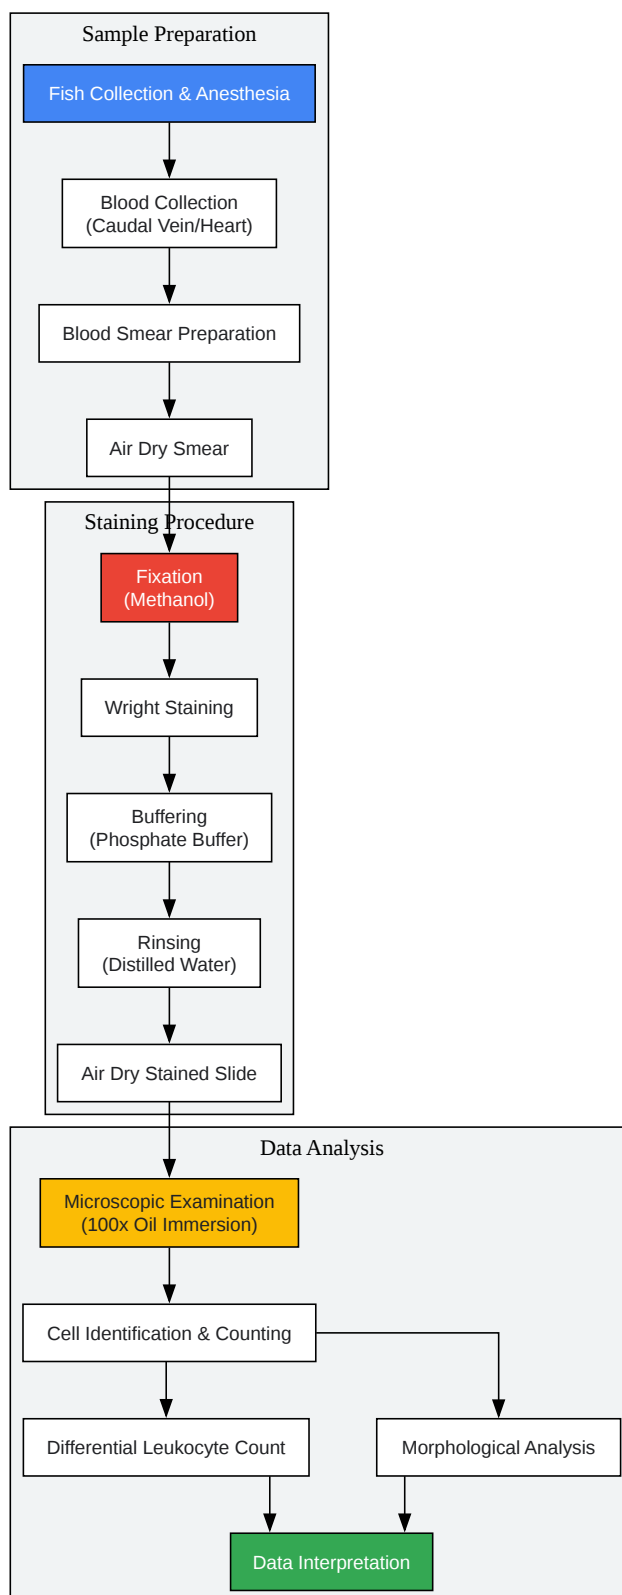 Sample Preparation
Fish Collection & Anesthesia
Blood Collection
(Caudal Vein/Heart)
Blood Smear Preparation
Air Dry Smear
Staining Procedure
Fixation
(Methanol)
Wright Staining
Buffering
(Phosphate Buffer)
Rinsing
(Distilled Water)
Air Dry Stained Slide
Data Analysis
Microscopic Examination
(100x Oil Immersion)
Cell Identification & Counting
Differential Leukocyte Count
Morphological Analysis
Data Interpretation